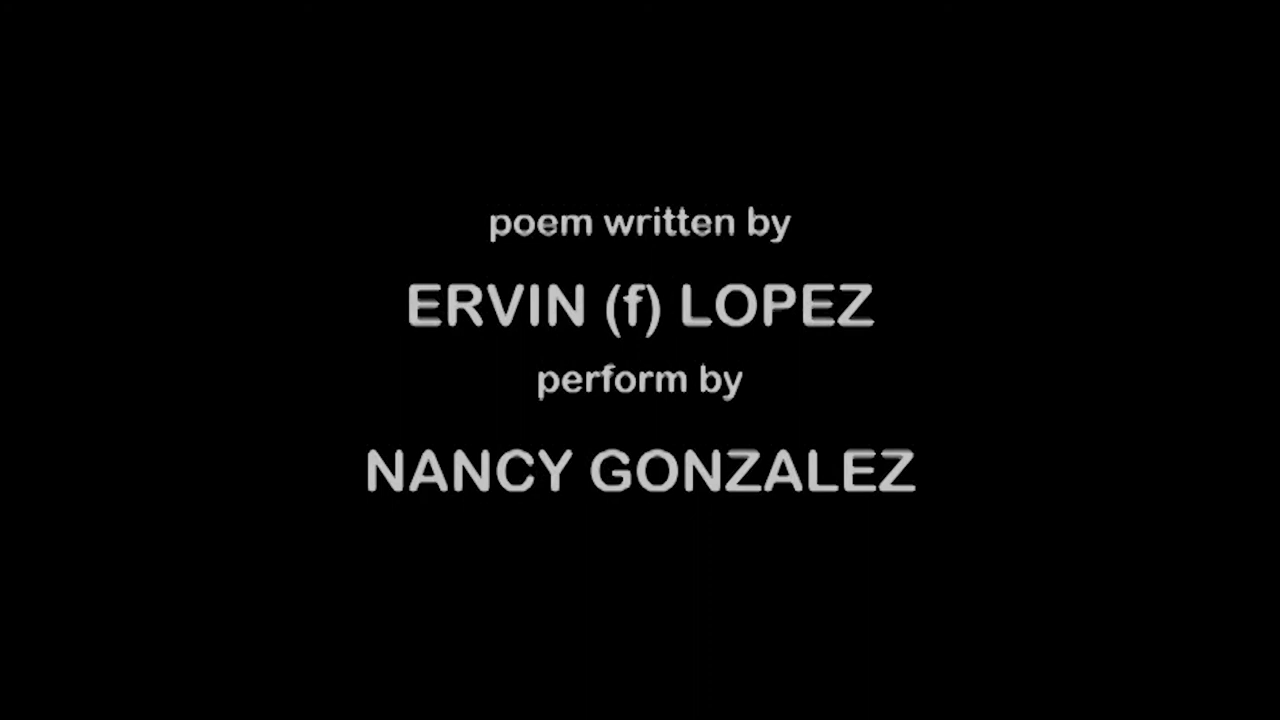 poem written by
ERVIN (f) LOPEZ
perform by
NANCY GONZALEZ